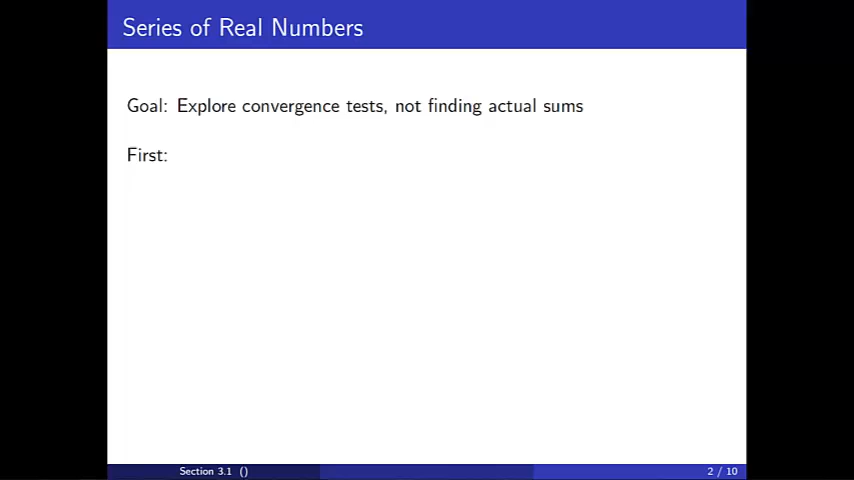 Series of Real Numbers
Goal: Explore convergence tests, not finding actual sums
First:
Section 3.1 ()
2 / 10